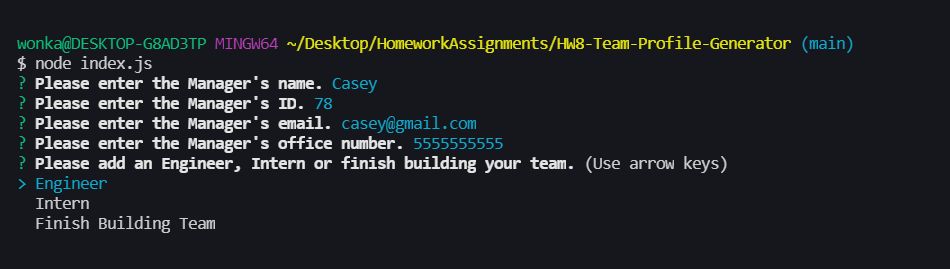 wonka@DESKTOP-G8AD3TP MINGW64 ~/Desktop/HomeworkAssignments/HW8-Team-Profile-Generator (main)
$ node index.js
? Please enter the Manager's name. Casey
? Please enter the Manager's ID. 78
? Please enter the Manager's email. casey@gmail.com
? Please enter the Manager's office number. 5555555555
? Please add an Engineer, Intern or finish building your team. (Use arrow keys)
> Engineer
  Intern
  Finish Building Team